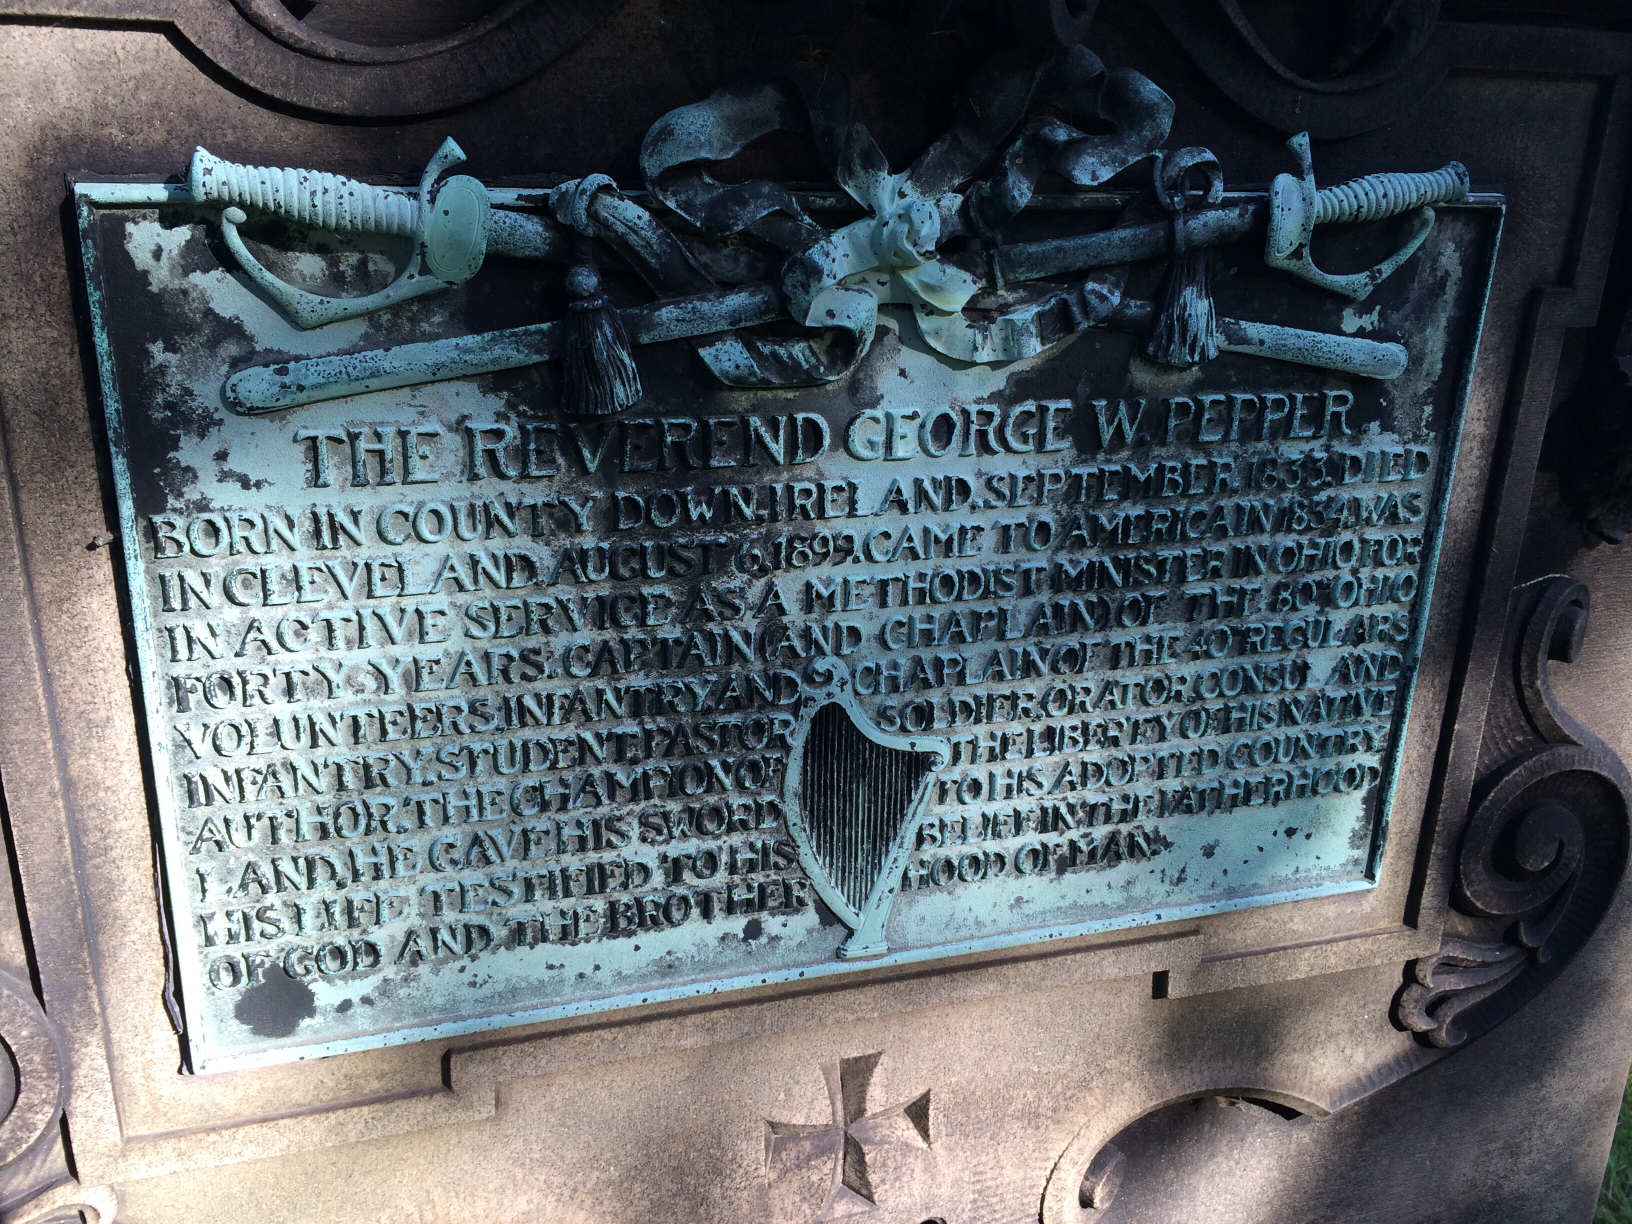 THE REVEREND GEORGE W. PEPPER
BORN IN COUNTY DOWN, IRELAND, SEPTEMBER, 1833. DIED
IN CLEVELAND, AUGUST 6, 1899. CAME TO AMERICA IN 1854. WAS
IN ACTIVE SERVICE AS A METHODIST MINISTER IN OHIO FOR
FORTY YEARS. CAPTAIN (AND CHAPLAIN) OF THE 80TH OHIO
VOLUNTEERS INFANTRY, AND CHAPLAIN OF THE 40TH REGULARS
INFANTRY. STUDENT, PASTOR, SOLDIER, ORATOR, CONSUL AND
AUTHOR. THE CHAMPION OF THE LIBERTY OF HIS NATIVE
LAND, HE GAVE HIS SWORD TO HIS ADOPTED COUNTRY
HIS LIFE TESTIFIED TO HIS BELIEF IN THE FATHERHOOD
OF GOD AND THE BROTHERHOOD OF MAN.